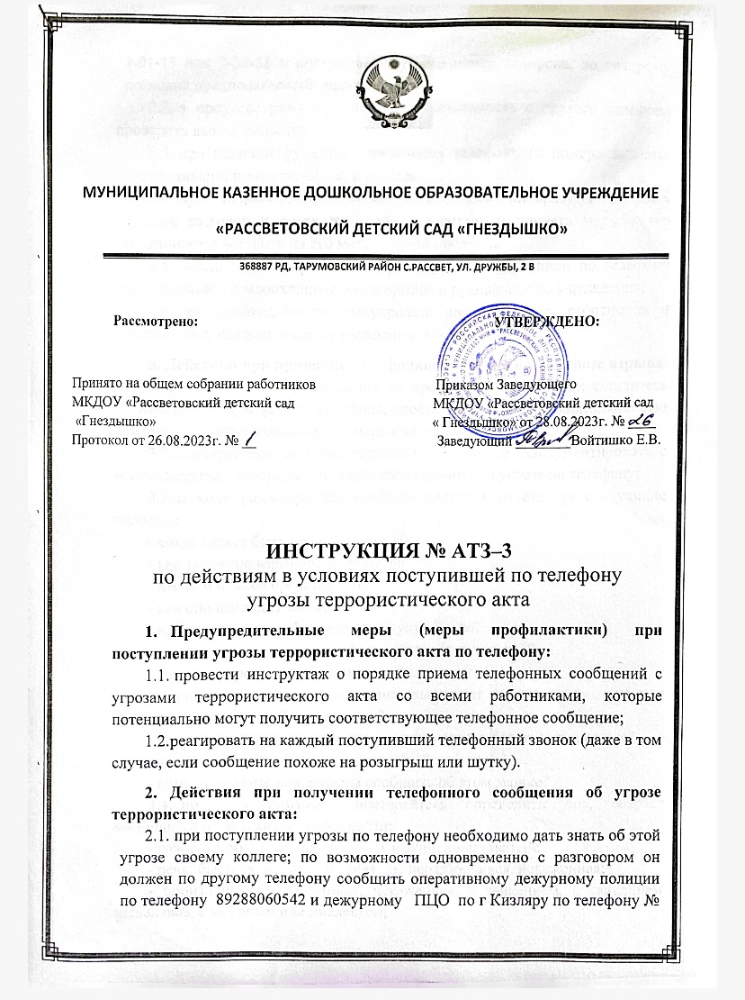 МУНИЦИПАЛЬНОЕ КАЗЕННОЕ ДОШКОЛЬНОЕ ОБРАЗОВАТЕЛЬНОЕ УЧРЕЖДЕНИЕ
«РАССВЕТОВСКИЙ ДЕТСКИЙ САД «ГНЕЗДЫШКО»
368887 РД, ТАРУМОВСКИЙ РАЙОН С.РАССВЕТ, УЛ. ДРУЖБЫ, 2 В
Рассмотрено: УТВЕРЖДЕНО:
Принято на общем собрании работников Приказом Заведующего
МКДОУ «Рассветовский детский сад МКДОУ «Рассветовский детский сад
«Гнездышко» « Гнездышко» от 28.08.2023г. № 26
Протокол от 26.08.2023г. № 1 Заведующий Войтишко Е.В.
ИНСТРУКЦИЯ № АТЗ–3
по действиям в условиях поступившей по телефону
угрозы террористического акта
1. Предупредительные меры (меры профилактики) при
поступлении угрозы террористического акта по телефону:
1.1. провести инструктаж о порядке приема телефонных сообщений с
угрозами террористического акта со всеми работниками, которые
потенциально могут получить соответствующее телефонное сообщение;
1.2.реагировать на каждый поступивший телефонный звонок (даже в том
случае, если сообщение похоже на розыгрыш или шутку).
2. Действия при получении телефонного сообщения об угрозе
террористического акта:
2.1. при поступлении угрозы по телефону необходимо дать знать об этой
угрозе своему коллеге; по возможности одновременно с разговором он
должен по другому телефону сообщить оперативному дежурному полиции
по телефону 89288060542 и дежурному ПЦО по г Кизляру по телефону №